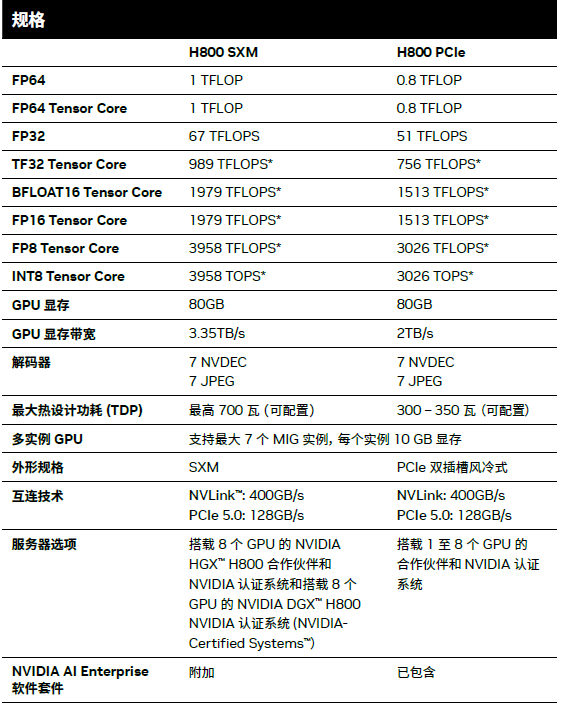 规格
H800 SXM H800 PCIe
FP64 1 TFLOP 0.8 TFLOP
FP64 Tensor Core 1 TFLOP 0.8 TFLOP
FP32 67 TFLOPS 51 TFLOPS
TF32 Tensor Core 989 TFLOPS* 756 TFLOPS*
BFLOAT16 Tensor Core 1979 TFLOPS* 1513 TFLOPS*
FP16 Tensor Core 1979 TFLOPS* 1513 TFLOPS*
FP8 Tensor Core 3958 TFLOPS* 3026 TFLOPS*
INT8 Tensor Core 3958 TOPS* 3026 TOPS*
GPU 显存 80GB 80GB
GPU 显存带宽 3.35TB/s 2TB/s
解码器 7 NVDEC 7 NVDEC
7 JPEG 7 JPEG
最大热设计功耗 (TDP) 最高 700 瓦 (可配置) 300 – 350 瓦 (可配置)
多实例 GPU 支持最大 7 个 MIG 实例, 每个实例 10 GB 显存
外形规格 SXM PCIe 双插槽风冷式
互连技术 NVLink™: 400GB/s NVLink: 400GB/s
PCIe 5.0: 128GB/s PCIe 5.0: 128GB/s
服务器选项 搭载 8 个 GPU 的 NVIDIA 搭载 1 至 8 个 GPU 的
HGX™ H800 合作伙伴和 合作伙伴和 NVIDIA 认证
NVIDIA 认证系统和搭载 8 个 系统
GPU 的 NVIDIA DGX™ H800
NVIDIA 认证系统 (NVIDIA-
Certified Systems™)
NVIDIA AI Enterprise 附加 已包含
软件套件